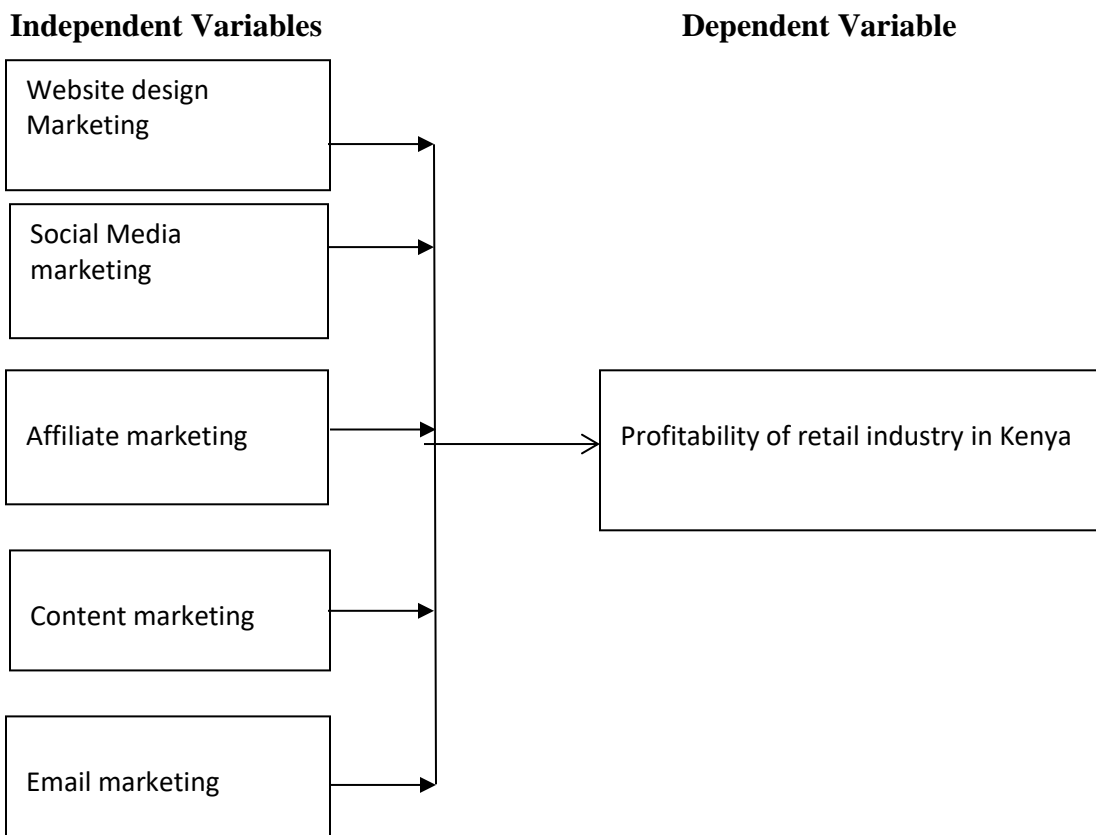 Independent Variables
Dependent Variable
Website design
Marketing
Social Media
marketing
Affiliate marketing
Profitability of retail industry in Kenya
Content marketing
Email marketing